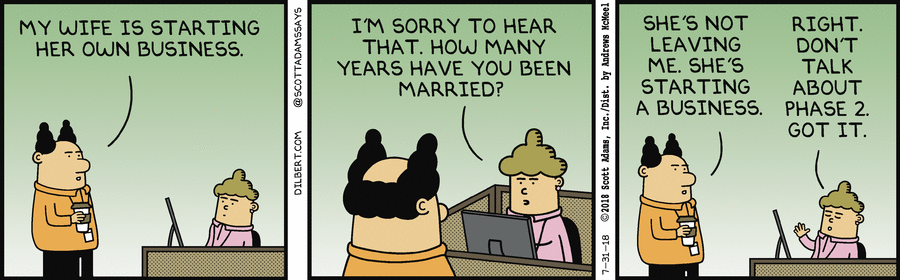 MY WIFE IS STARTING
HER OWN BUSINESS.
DILBERT.COM @SCOTTADAMSSAYS
I'M SORRY TO HEAR
THAT. HOW MANY
YEARS HAVE YOU BEEN
MARRIED?
7-31-18 ©2018 Scott Adams, Inc./Dist. by Andrews McMeel
SHE'S NOT
LEAVING
ME. SHE'S
STARTING
A BUSINESS.
RIGHT.
DON'T
TALK
ABOUT
PHASE 2.
GOT IT.